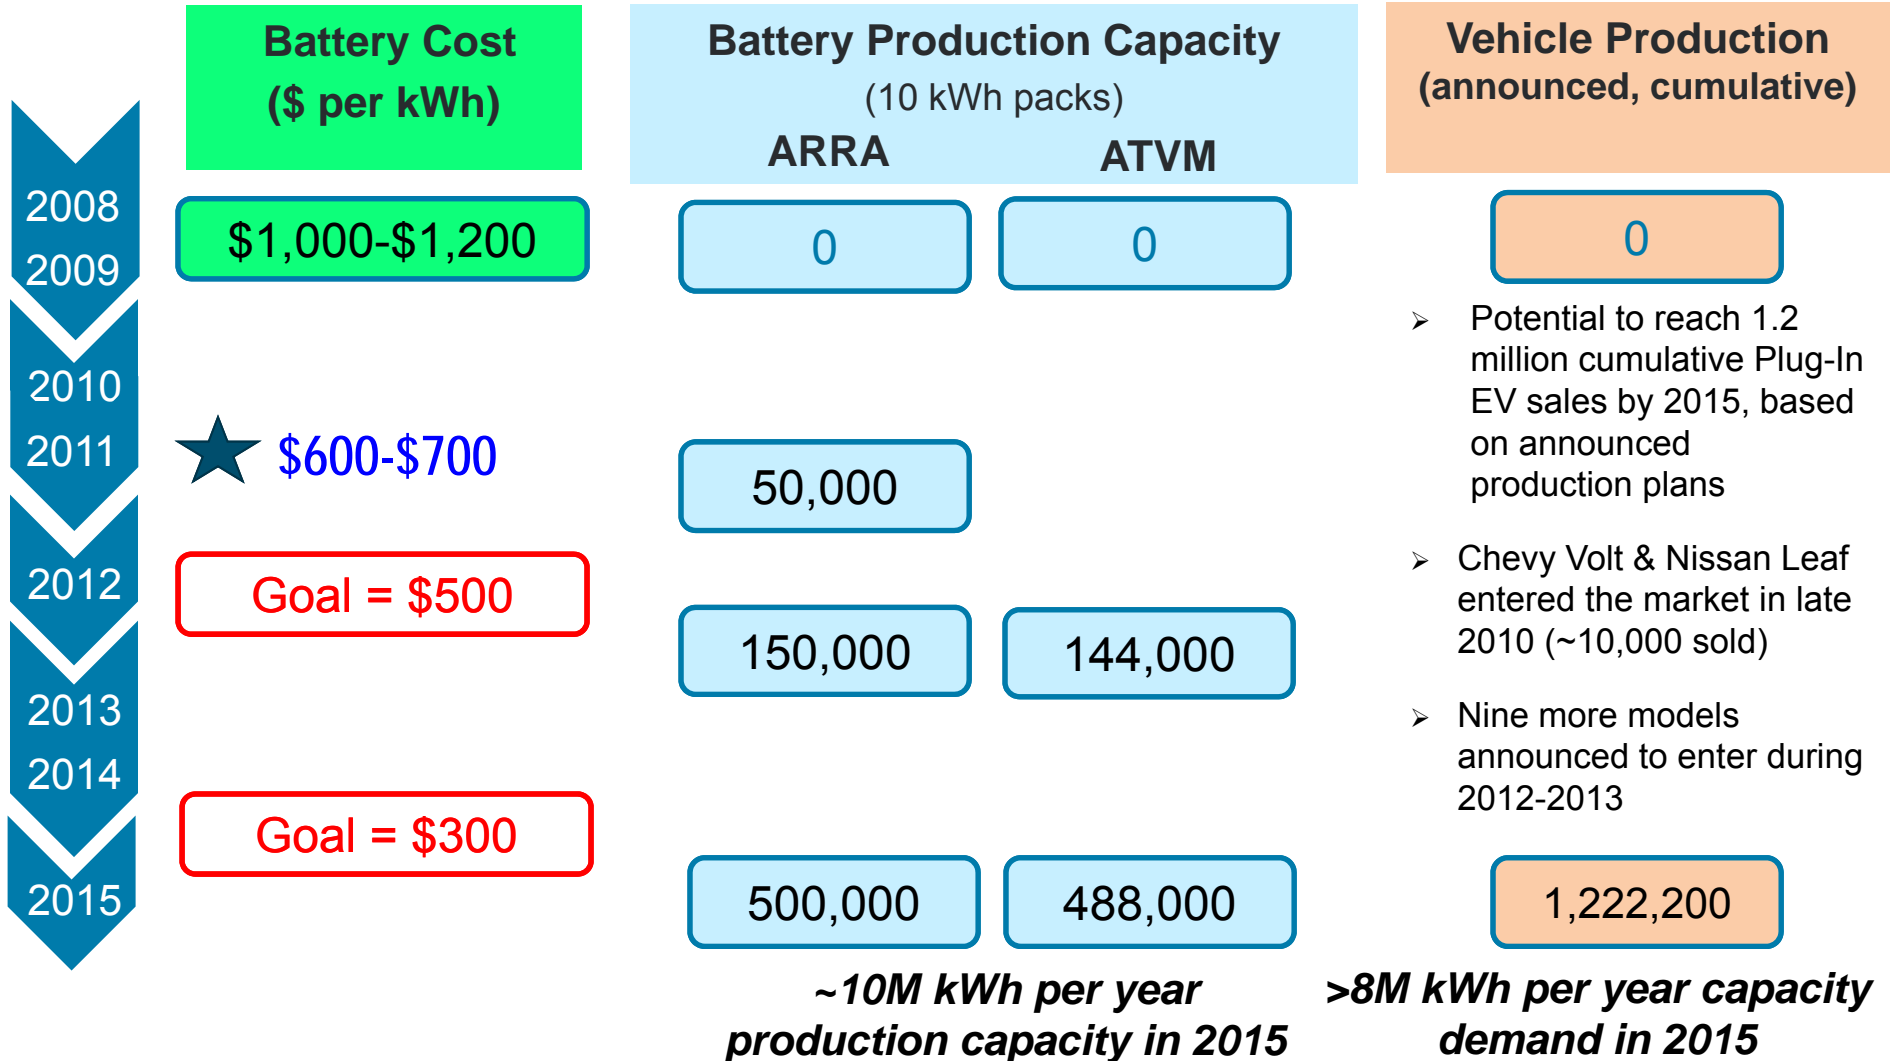 Battery Cost
($ per kWh)
Battery Production Capacity
(10 kWh packs)
ARRA
ATVM
Vehicle Production
(announced, cumulative)
2008
2009
$1,000-$1,200
0
0
0
2010
2011
$600-$700
50,000
➢ Potential to reach 1.2
million cumulative Plug-In
EV sales by 2015, based
on announced
production plans
2012
Goal = $500
150,000
144,000
➢ Chevy Volt & Nissan Leaf
entered the market in late
2010 (~10,000 sold)
2013
2014
➢ Nine more models
announced to enter during
2012-2013
Goal = $300
2015
500,000
488,000
1,222,200
~10M kWh per year
production capacity in 2015
>8M kWh per year capacity
demand in 2015